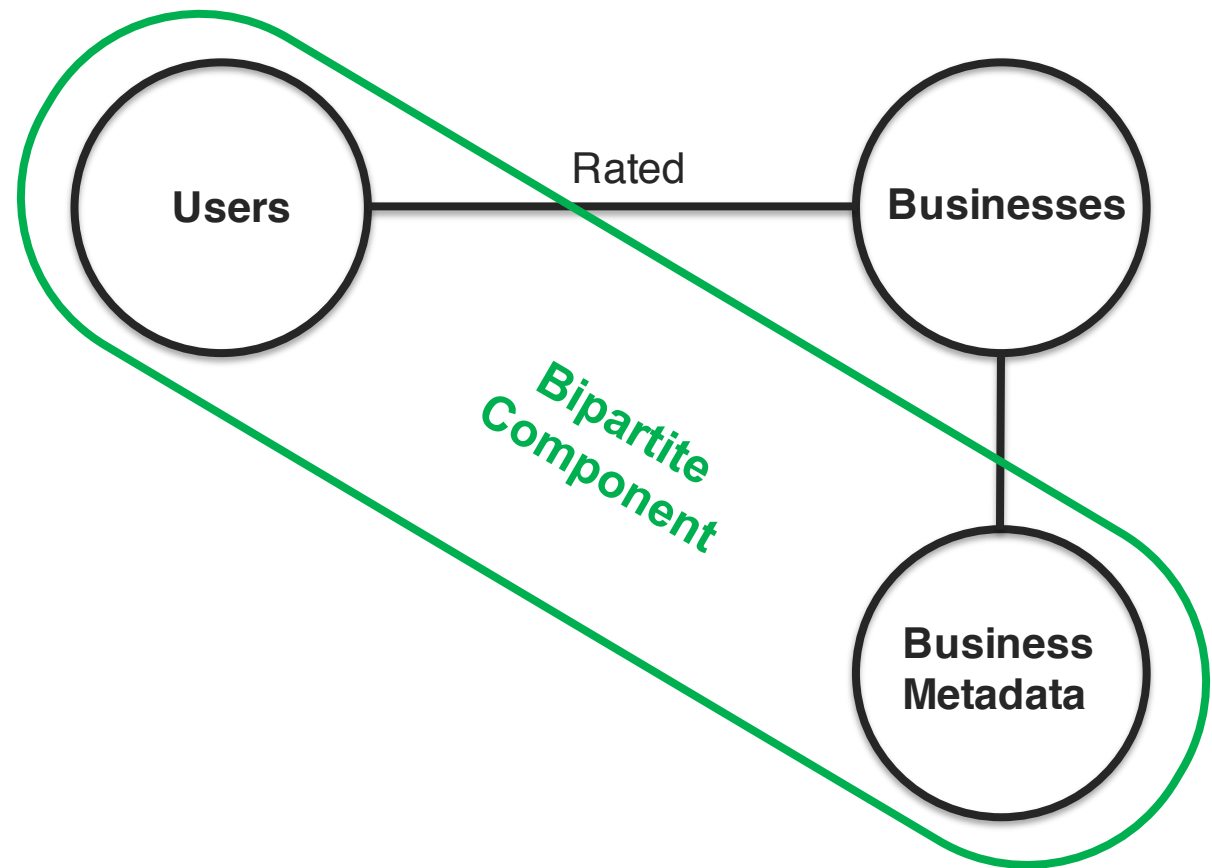 Rated
Users
Businesses
Bipartite
Component
Business
Metadata